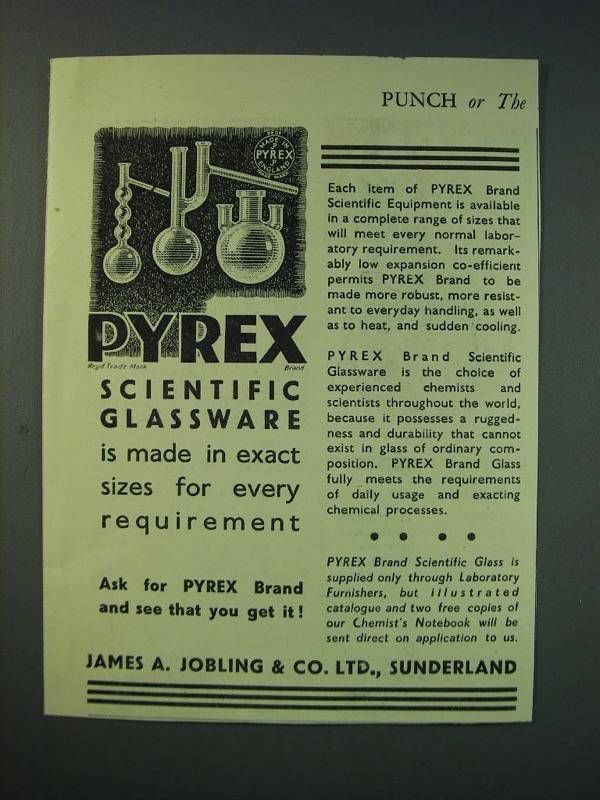 PUNCH or The
REGD
MADE IN
PYREX
ENGLAND
TRADE MARK
PYREX
Reg'd Trade Mark Brand
SCIENTIFIC
GLASSWARE
is made in exact
sizes for every
requirement
Ask for PYREX Brand
and see that you get it!
Each item of PYREX Brand
Scientific Equipment is available
in a complete range of sizes that
will meet every normal labor-
atory requirement. Its remark-
ably low expansion co-efficient
permits PYREX Brand to be
made more robust, more resist-
ant to everyday handling, as well
as to heat, and sudden cooling.
PYREX Brand Scientific
Glassware is the choice of
experienced chemists and
scientists throughout the world,
because it possesses a rugged-
ness and durability that cannot
exist in glass of ordinary com-
position. PYREX Brand Glass
fully meets the requirements
of daily usage and exacting
chemical processes.
PYREX Brand Scientific Glass is
supplied only through Laboratory
Furnishers, but illustrated
catalogue and two free copies of
our Chemist's Notebook will be
sent direct on application to us.
JAMES A. JOBLING & CO. LTD., SUNDERLAND